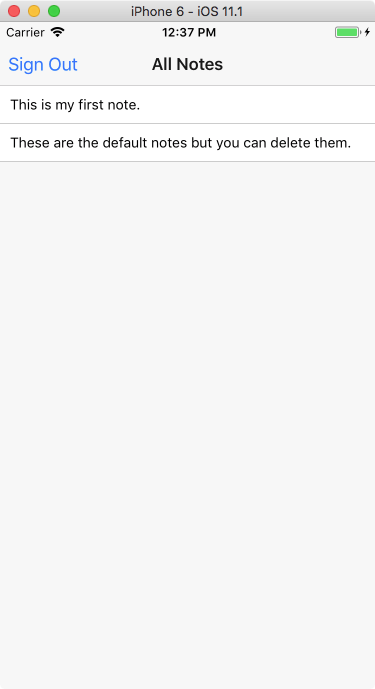 iPhone 6 - iOS 11.1
Carrier 12:37 PM
Sign Out All Notes
This is my first note.
These are the default notes but you can delete them.